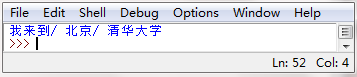 File Edit Shell Debug Options Window Help
我来到/ 北京/ 清华大学
>>>
Ln: 52 Col: 4